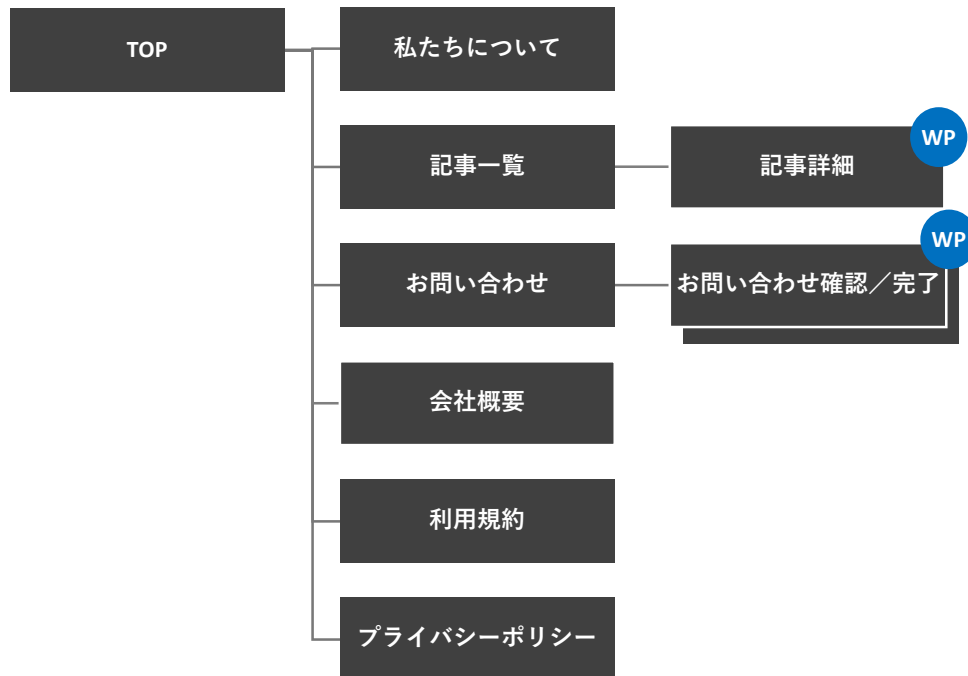 TOP
私たちについて
記事一覧
記事詳細
WP
お問い合わせ
お問い合わせ確認／完了
WP
会社概要
利用規約
プライバシーポリシー